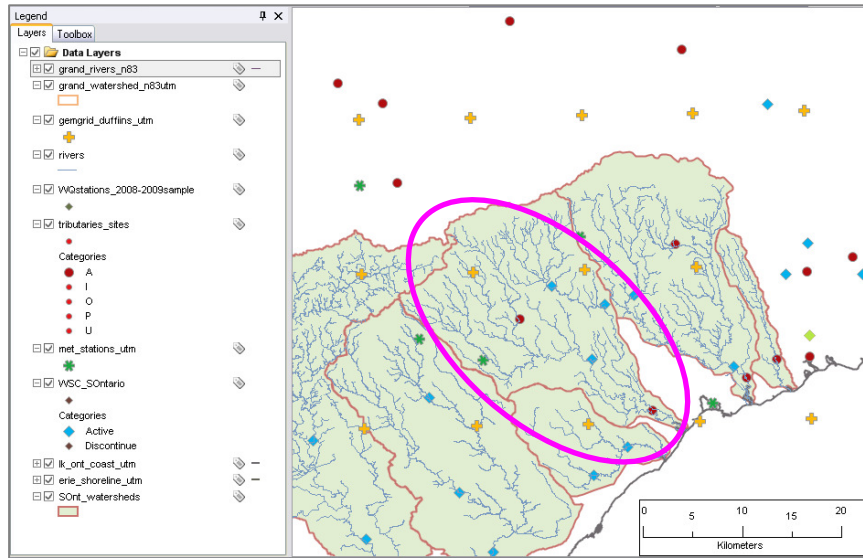 Legend
Layers Toolbox
Data Layers
grand_rivers_n83
grand_watershed_n83utm
gemgrid_duffiins_utm
rivers
WQstations_2008-2009sample
tributaries_sites
Categories
A
I
O
P
U
met_stations_utm
WSC_SOntario
Categories
Active
Discontinue
lk_ont_coast_utm
erie_shoreline_utm
SOnt_watersheds
0 5 10 15 20
Kilometers